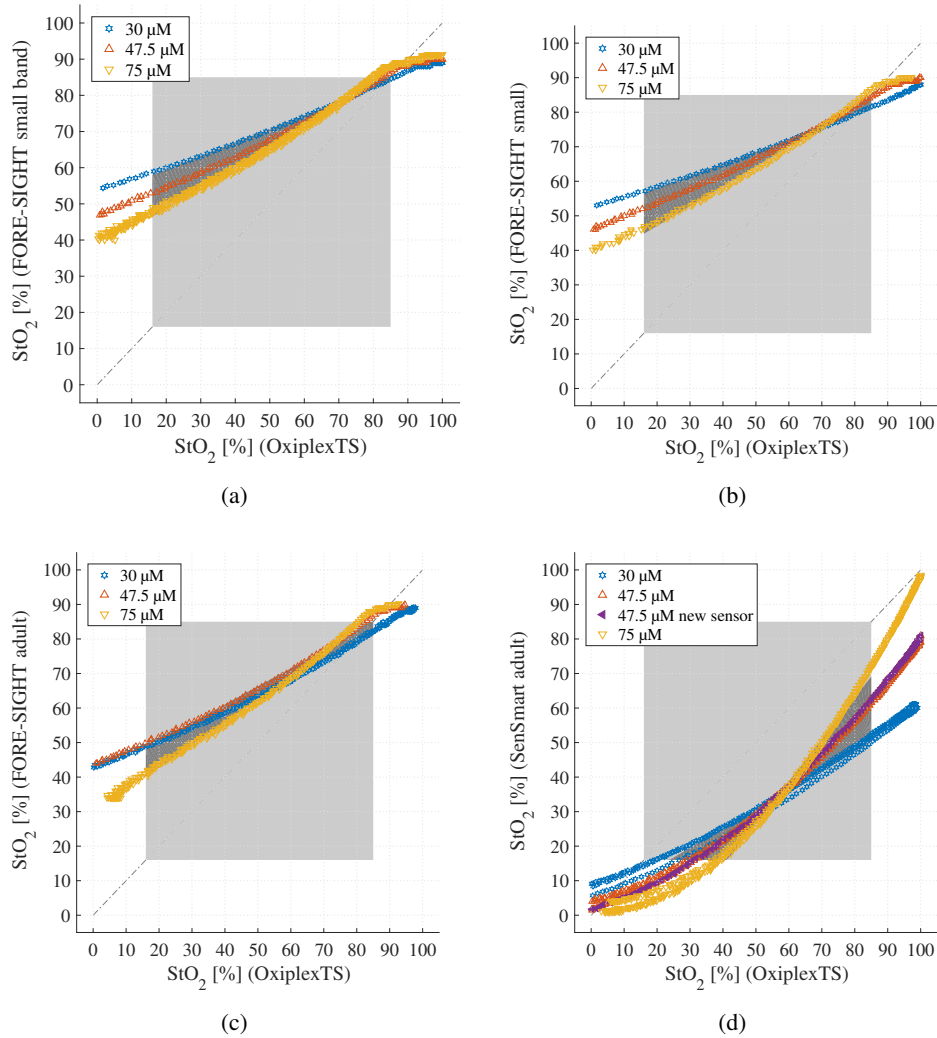 100
90
80
70
60
50
40
30
20
10
0
StO2 [%] (FORE-SIGHT small band)
30 µM
47.5 µM
75 µM
0 10 20 30 40 50 60 70 80 90 100
StO2 [%] (OxiplexTS)
(a)
100
90
80
70
60
50
40
30
20
10
0
StO2 [%] (FORE-SIGHT small)
30 µM
47.5 µM
75 µM
0 10 20 30 40 50 60 70 80 90 100
StO2 [%] (OxiplexTS)
(b)
100
90
80
70
60
50
40
30
20
10
0
StO2 [%] (FORE-SIGHT adult)
30 µM
47.5 µM
75 µM
0 10 20 30 40 50 60 70 80 90 100
StO2 [%] (OxiplexTS)
(c)
100
90
80
70
60
50
40
30
20
10
0
StO2 [%] (SenSmart adult)
30 µM
47.5 µM
47.5 µM new sensor
75 µM
0 10 20 30 40 50 60 70 80 90 100
StO2 [%] (OxiplexTS)
(d)